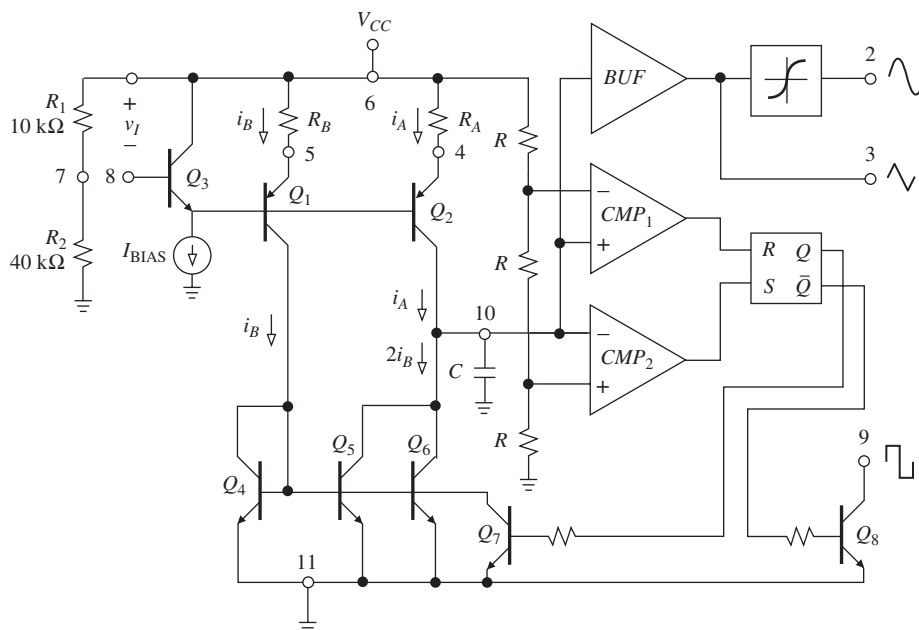 V_CC
6
R_1
10 kΩ
+
v_I
−
7
8
Q_3
R_2
40 kΩ
I_BIAS
i_B
R_B
5
Q_1
i_A
R_A
4
Q_2
i_B
i_A
2i_B
10
C
R
R
R
BUF
2
3
−
CMP_1
+
−
CMP_2
+
R Q
S Q̄
9
Q_4
Q_5
Q_6
Q_7
Q_8
11